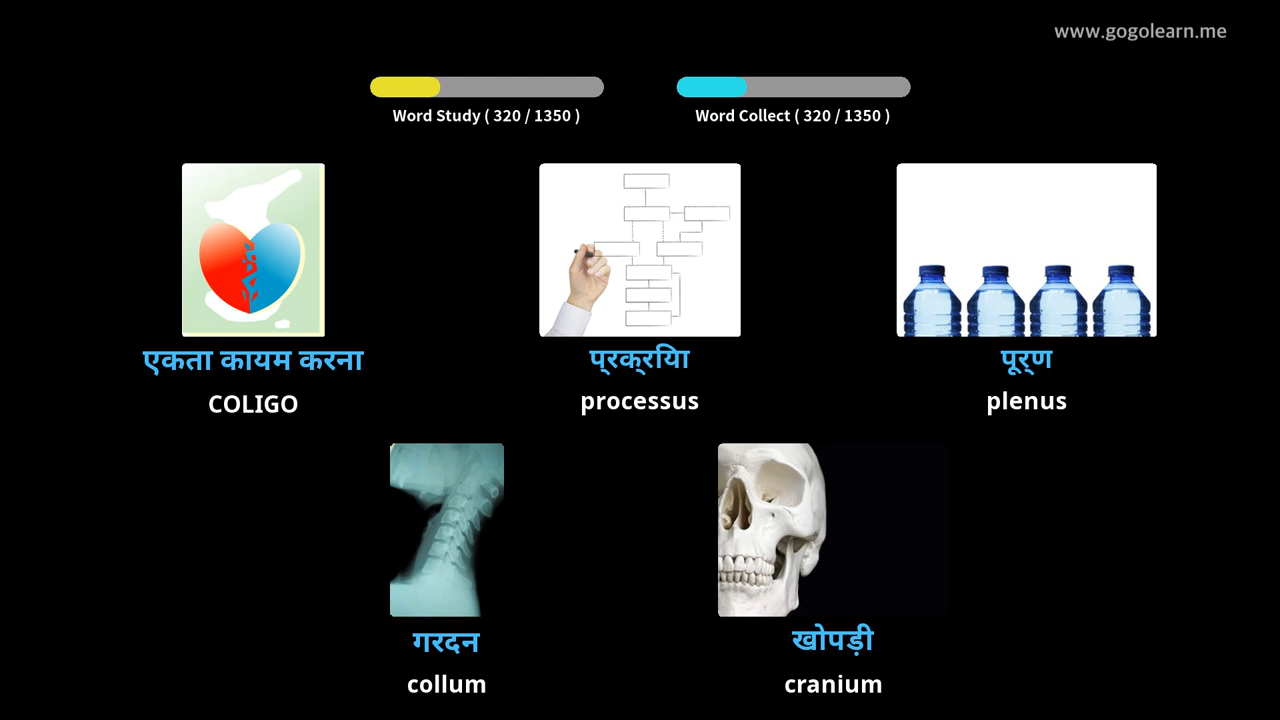 www.gogolearn.me
Word Study ( 320 / 1350 )
Word Collect ( 320 / 1350 )
एकता कायम करना
COLIGO
प्रक्रिया
processus
पूर्ण
plenus
गरदन
collum
खोपड़ी
cranium